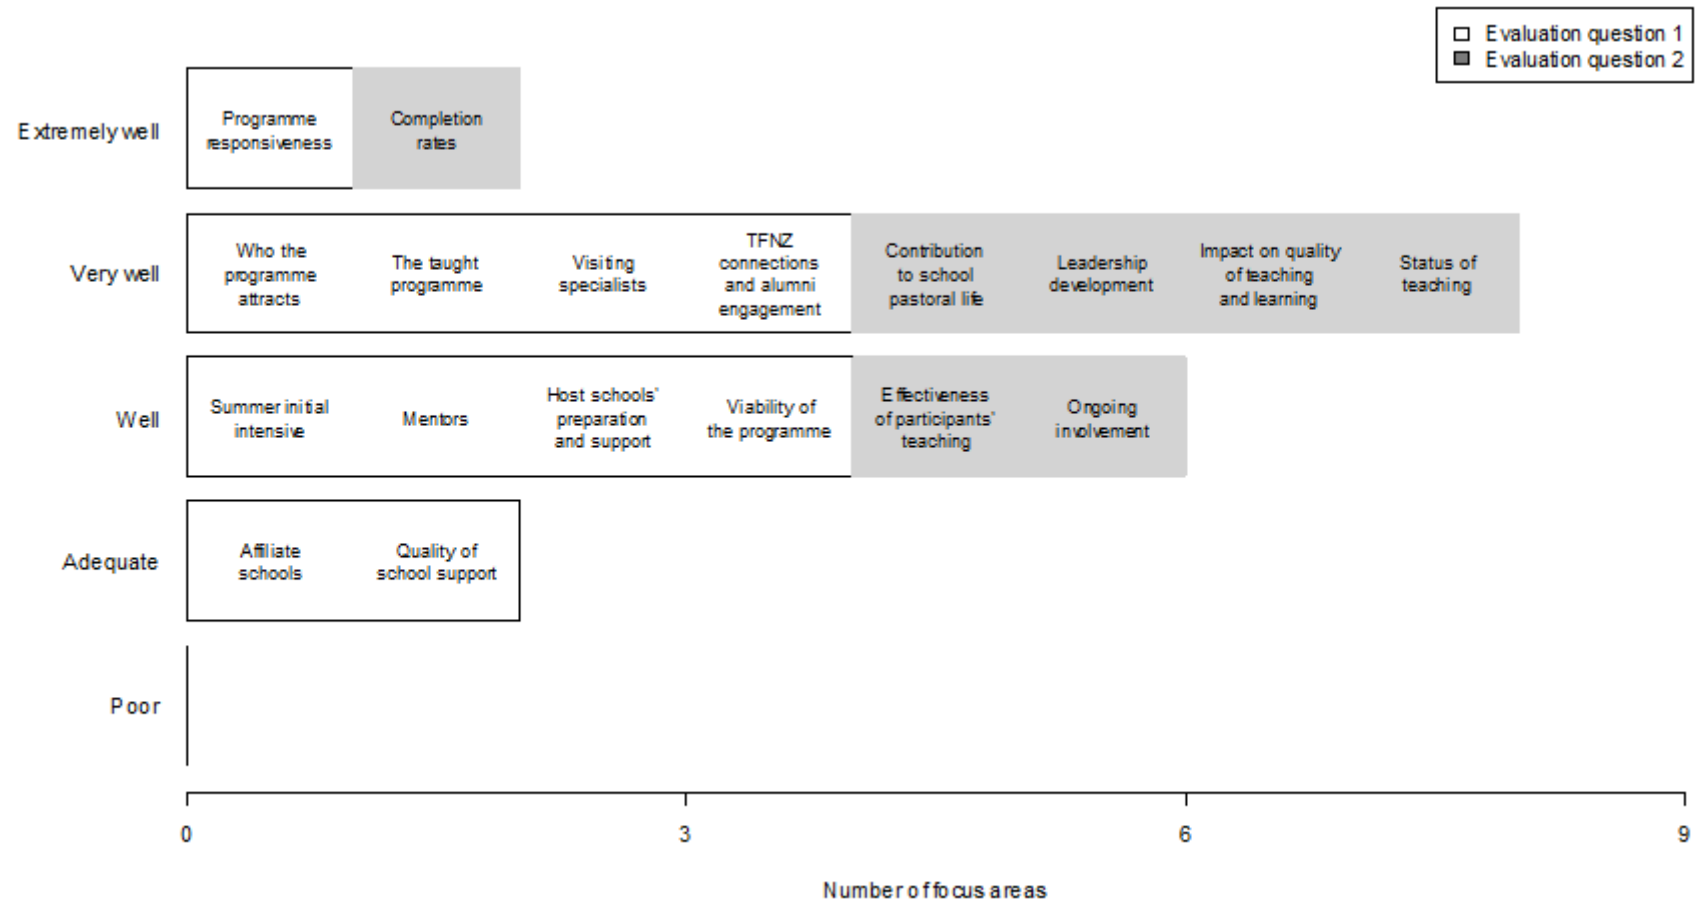 Evaluation question 1
Evaluation question 2
Extremely well
Programme
responsiveness
Completion
rates
Very well
Who the
programme
attracts
The taught
programme
Visiting
specialists
TFNZ
connections
and alumni
engagement
Contribution
to school
pastoral life
Leadership
development
Impact on quality
of teaching
and learning
Status of
teaching
Well
Summer initial
intensive
Mentors
Host schools'
preparation
and support
Viability of
the programme
Effectiveness
of participants'
teaching
Ongoing
involvement
Adequate
Affiliate
schools
Quality of
school support
Poor
0 3 6 9
Number of focus areas